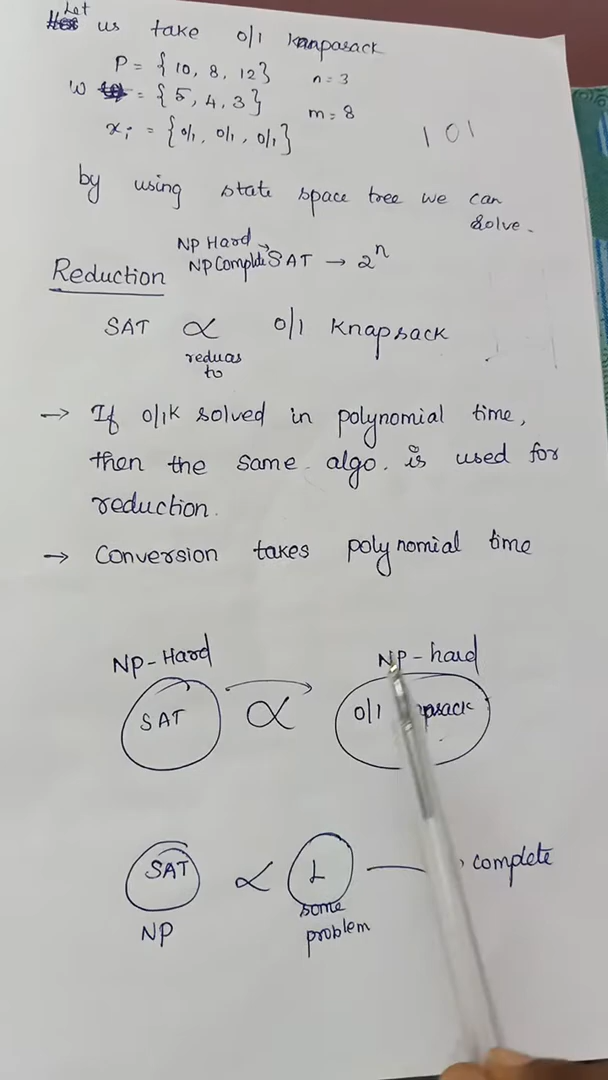 Let
us take 0/1 knapasack
P = {10, 8, 12} n = 3
W = {5, 4, 3} m = 8
xi = {0/1, 0/1, 0/1} 101
by using state space tree we can
solve.
NP Hard →
Reduction NP Complete SAT → 2^n
SAT ∝ 0/1 Knapsack
reduces
to
→ If 0/1K solved in polynomial time,
then the same algo. is used for
reduction.
→ Conversion takes polynomial time
NP-Hard NP-hard
SAT ∝ 0/1
SAT ∝ L complete
some
NP problem